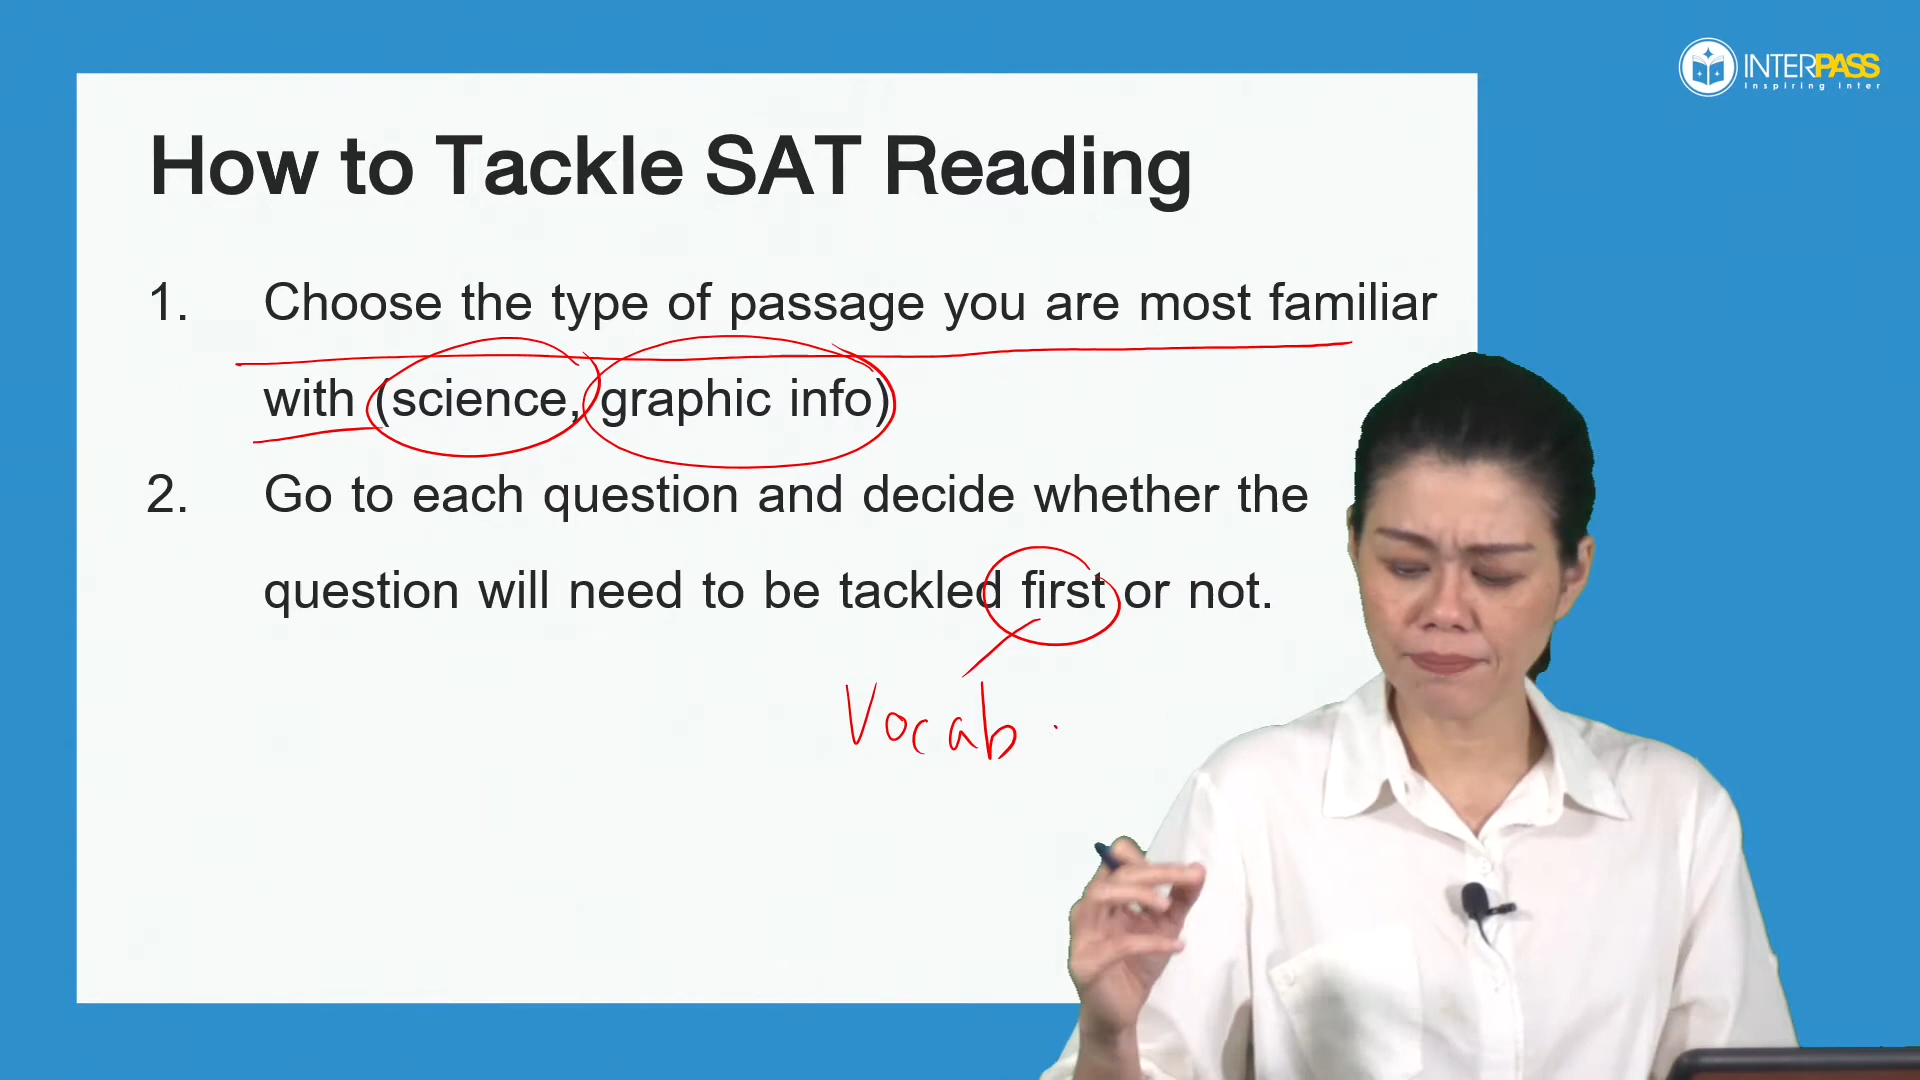 INTERPASS
Inspiring Inter
How to Tackle SAT Reading
1. Choose the type of passage you are most familiar
with (science, graphic info)
2. Go to each question and decide whether the
question will need to be tackled first or not.
Vocab